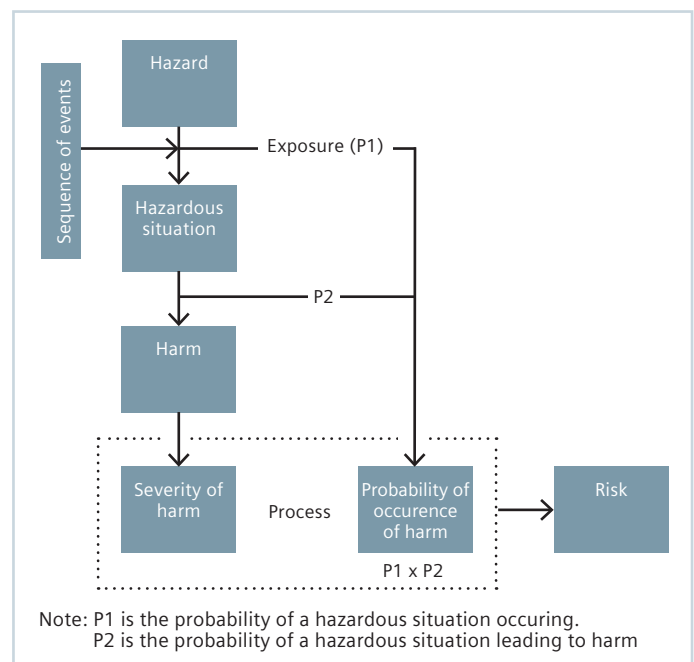 Hazard
Sequence of events
Exposure (P1)
Hazardous
situation
P2
Harm
Severity of
harm
Process
Probability of
occurence
of harm
P1 x P2
Risk
Note: P1 is the probability of a hazardous situation occuring.
P2 is the probability of a hazardous situation leading to harm